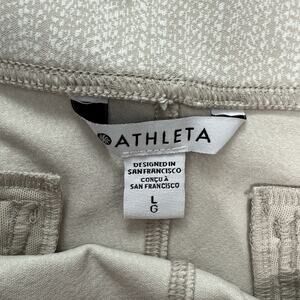 ATHLETA
DESIGNED IN
SAN FRANCISCO
CONÇU À
SAN FRANCISCO
L
G